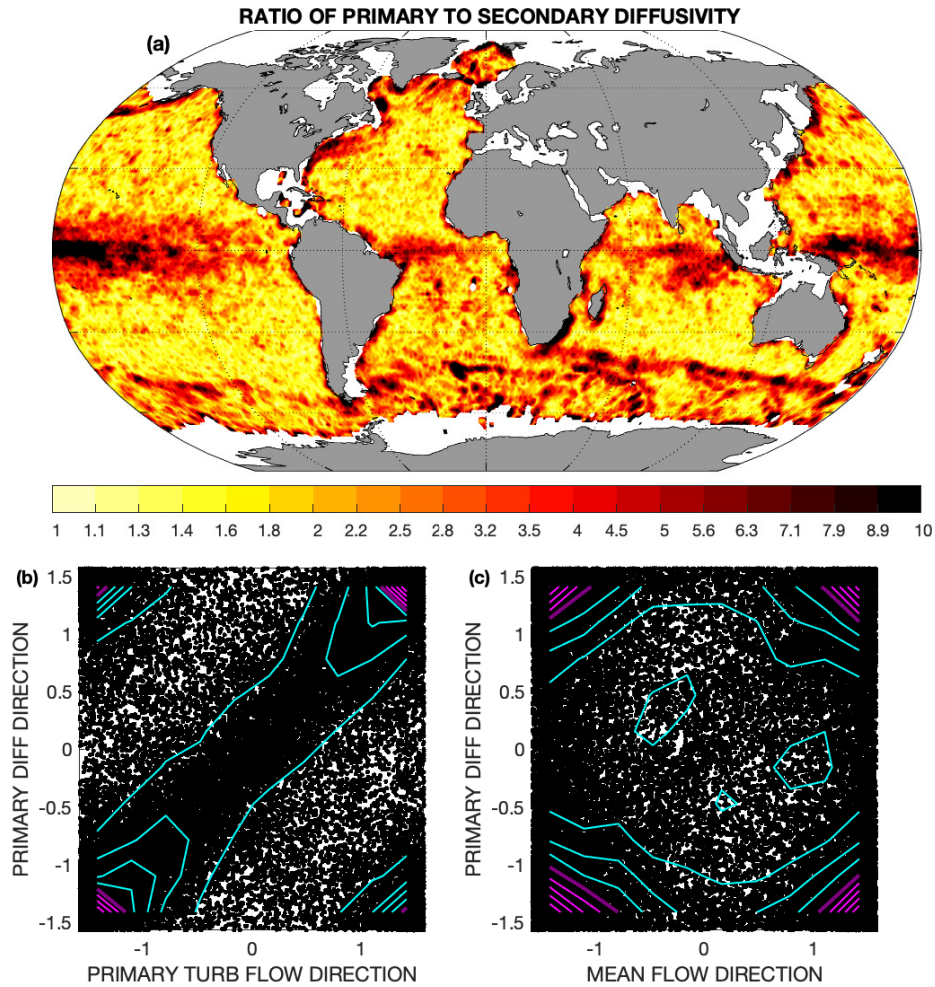 RATIO OF PRIMARY TO SECONDARY DIFFUSIVITY
(a)
1 1.1 1.3 1.4 1.6 1.8 2 2.2 2.5 2.8 3.2 3.5 4 4.5 5 5.6 6.3 7.1 7.9 8.9 10
(b)
PRIMARY DIFF DIRECTION
1.5
1
0.5
0
-0.5
-1
-1.5
-1 0 1
PRIMARY TURB FLOW DIRECTION
(c)
PRIMARY DIFF DIRECTION
1.5
1
0.5
0
-0.5
-1
-1.5
-1 0 1
MEAN FLOW DIRECTION